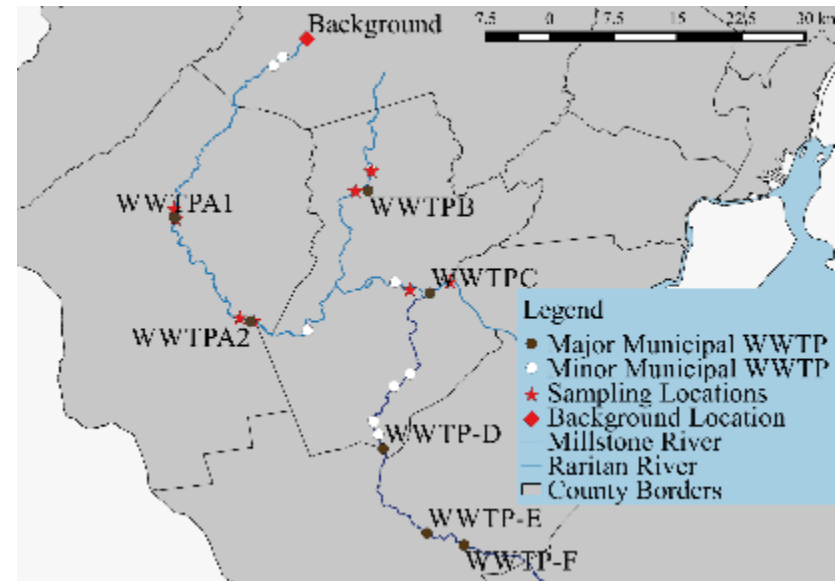 Background
7.5 0 7.5 15 22.5 30 km
WWTPA1
WWTPB
WWTPC
WWTPA2
WWTP-D
WWTP-E
WWTP-F
Legend
Major Municipal WWTP
Minor Municipal WWTP
Sampling Locations
Background Location
Millstone River
Raritan River
County Borders